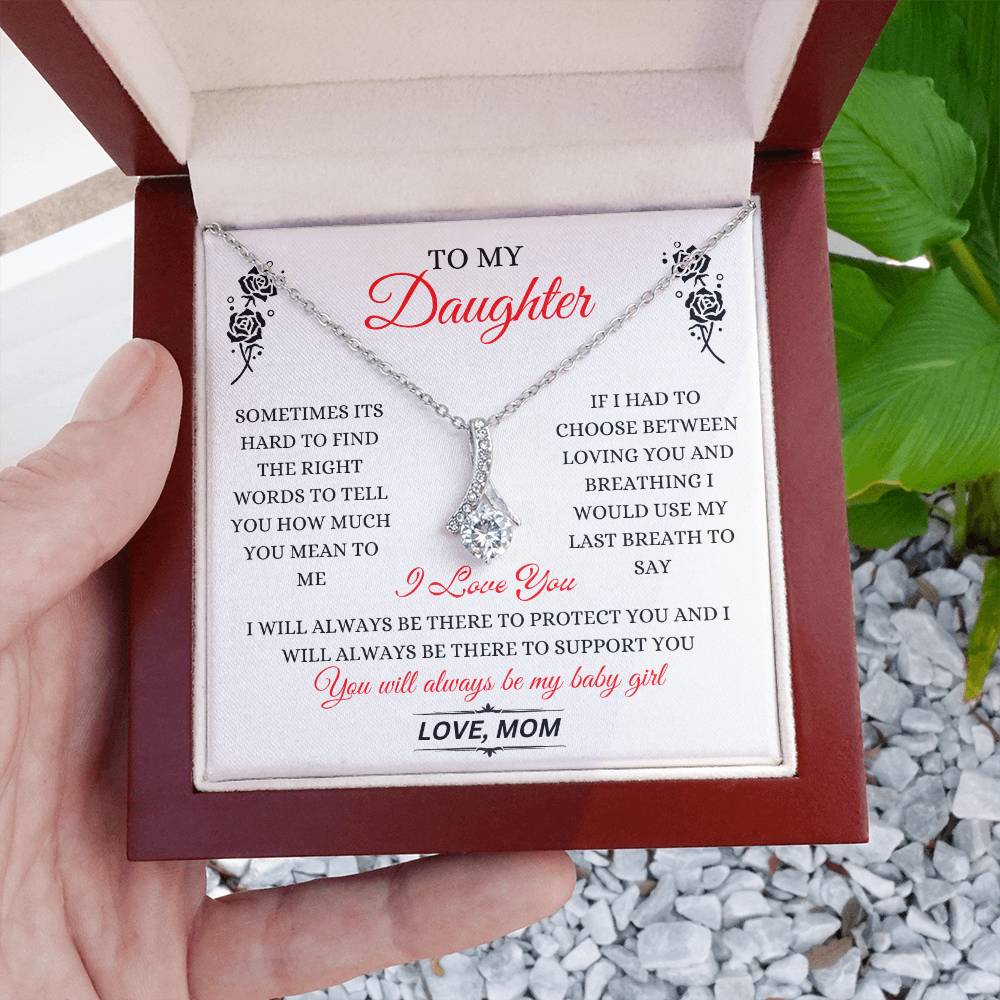 TO MY
Daughter
SOMETIMES ITS
HARD TO FIND
THE RIGHT
WORDS TO TELL
YOU HOW MUCH
YOU MEAN TO
ME
IF I HAD TO
CHOOSE BETWEEN
LOVING YOU AND
BREATHING I
WOULD USE MY
LAST BREATH TO
SAY
I Love You
I WILL ALWAYS BE THERE TO PROTECT YOU AND I
WILL ALWAYS BE THERE TO SUPPORT YOU
You will always be my baby girl
LOVE, MOM